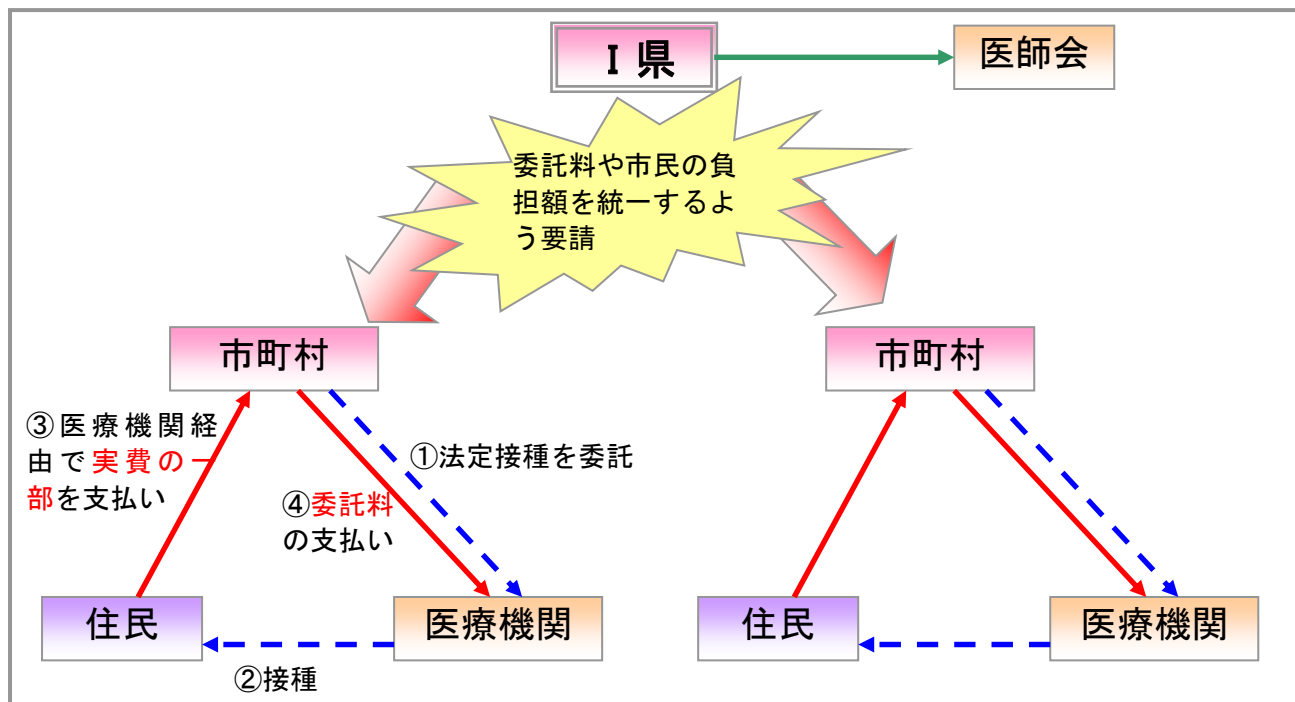 I 県
医師会
委託料や市民の負
担額を統一するよ
う要請
市町村
市町村
③医療機関経
由で実費の一
部を支払い
①法定接種を委託
④委託料
の支払い
住民
医療機関
住民
医療機関
②接種